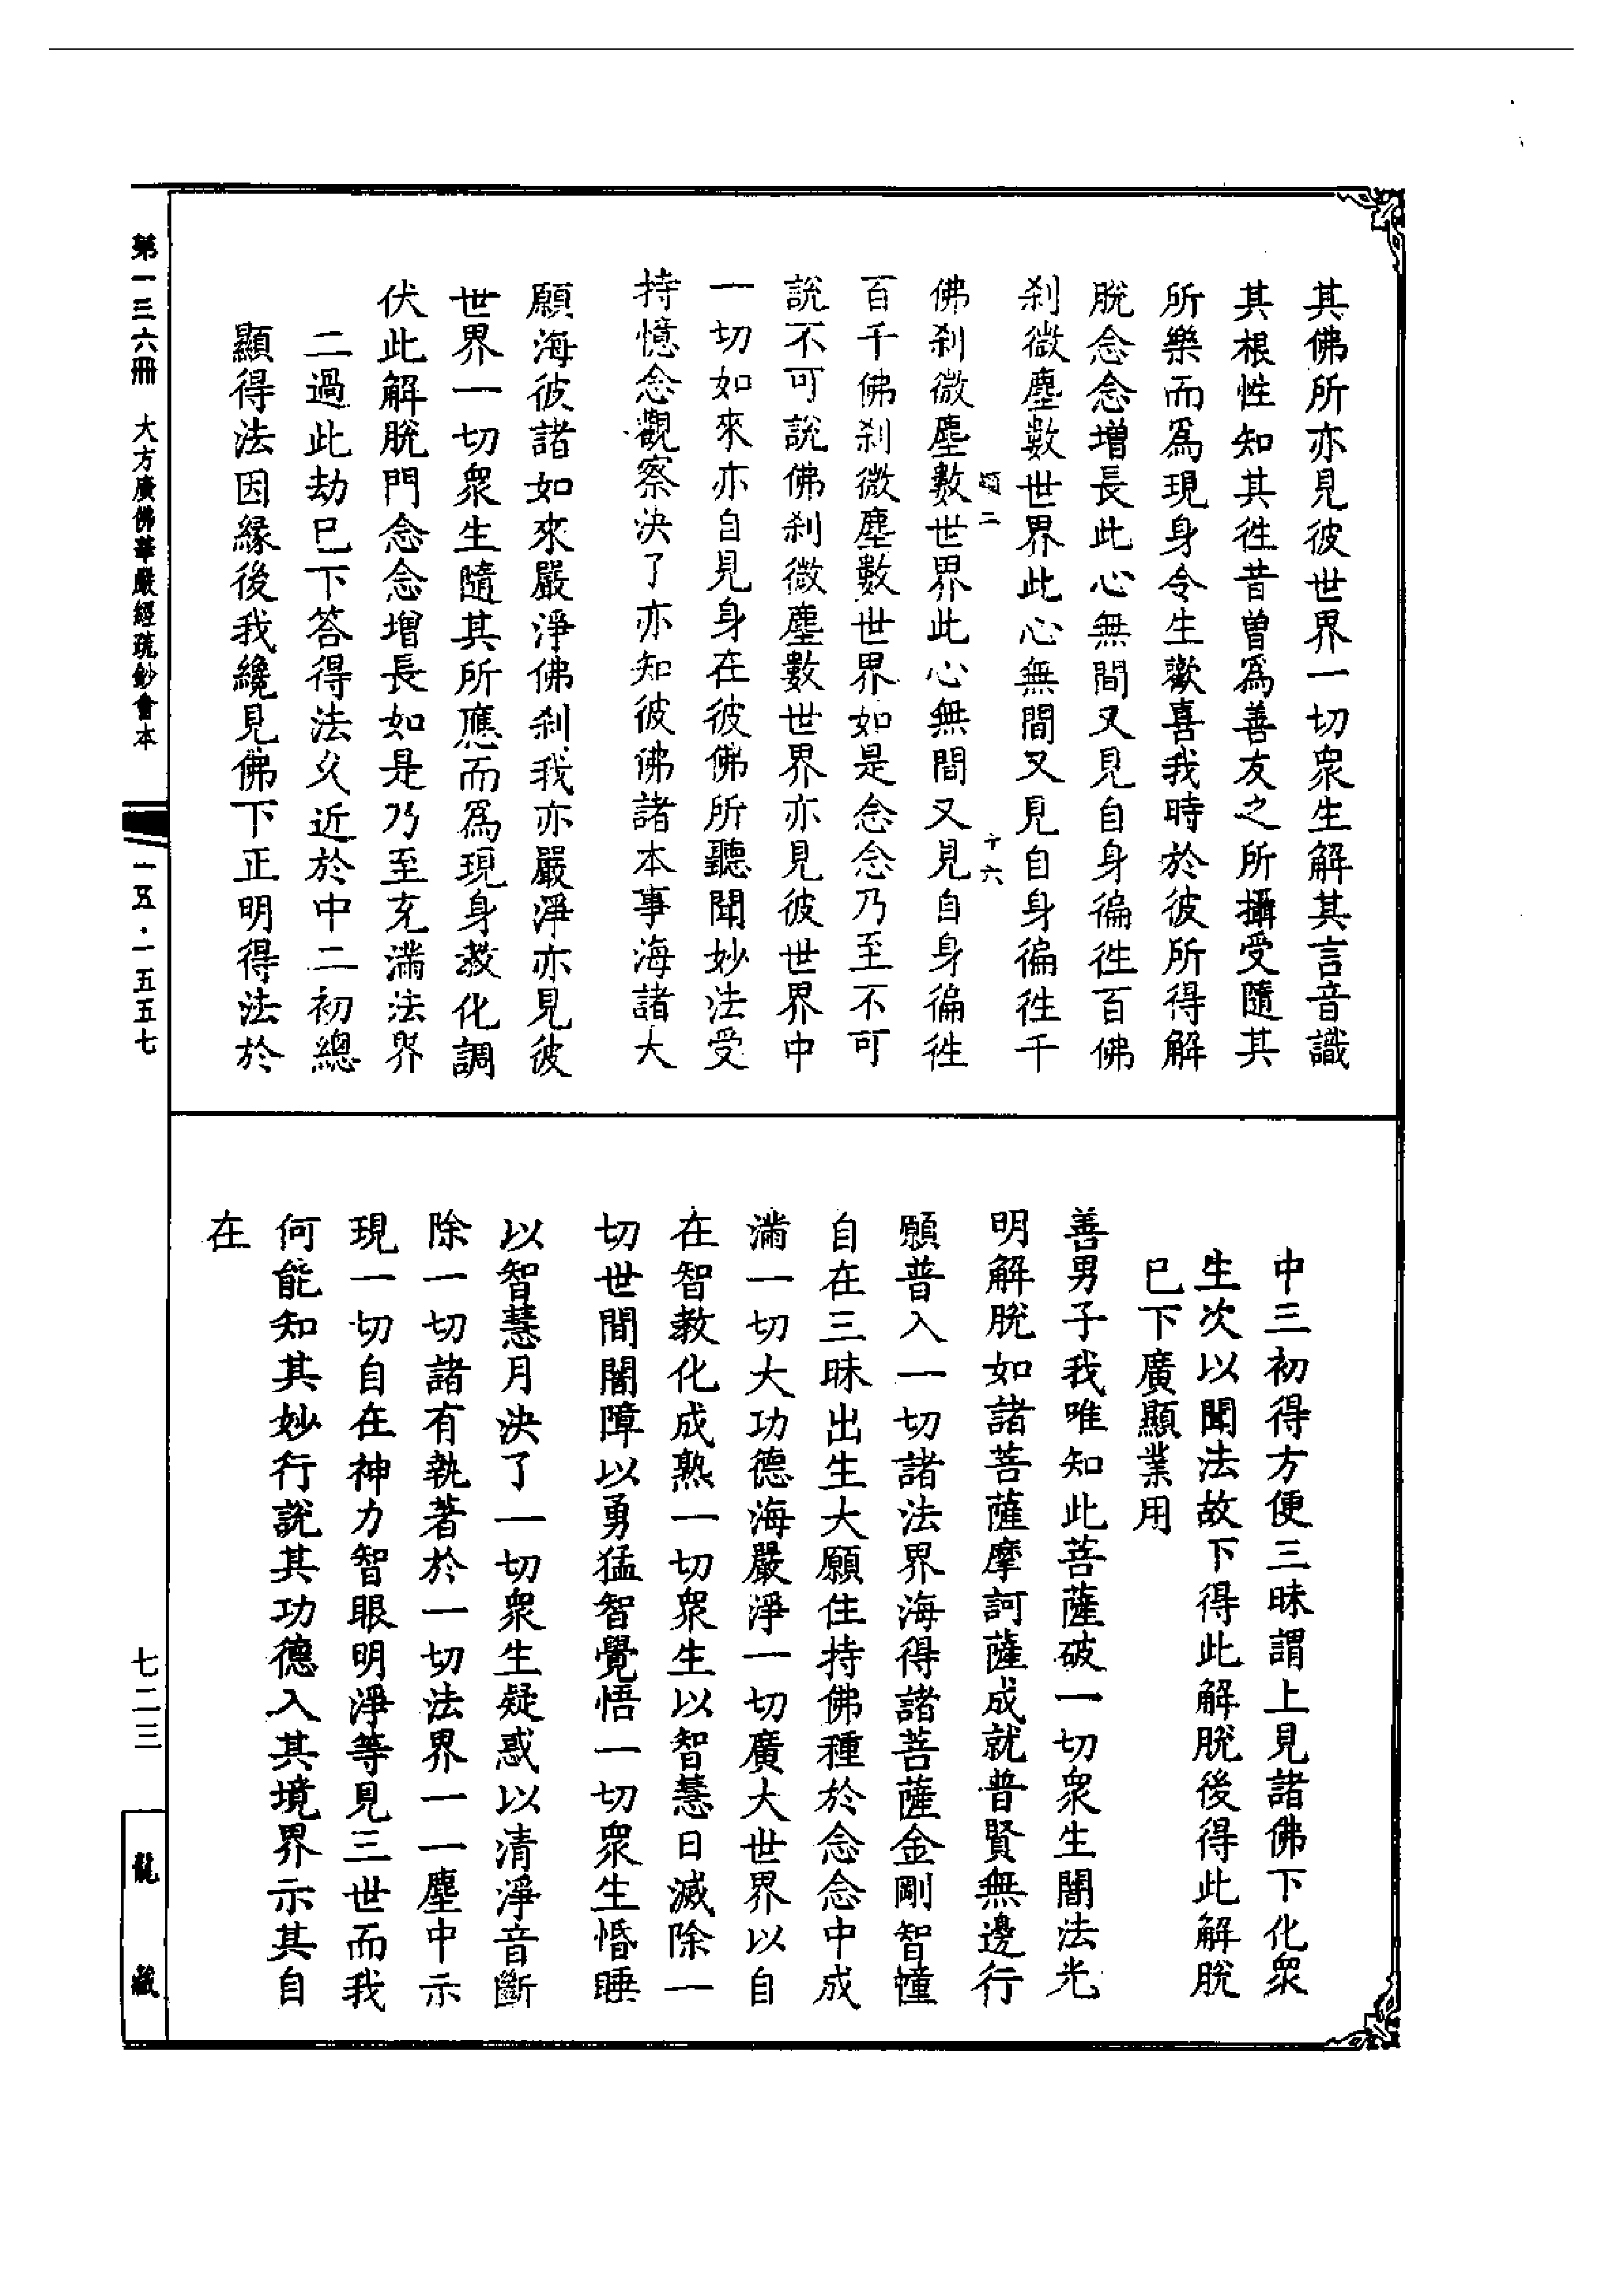 其佛所亦見彼世界一切衆生解其言音識
其根性知其徃昔曾爲善友之所攝受隨其
所樂而爲現身令生歡喜我時於彼所得解
脫念念增長此心無間又見自身徧徃百佛
刹微塵數世界此心無間又見自身徧徃千
十六
佛刹微塵數世界此心無間又見自身徧徃
百千佛刹微塵數世界如是念念乃至不可
說不可說佛刹微塵數世界亦見彼世界中
一切如來亦自見身在彼佛所聽聞妙法受
持憶念觀察決了亦知彼佛諸本事海諸大
願海彼諸如來嚴淨佛刹我亦嚴淨亦見彼
世界一切衆生隨其所應而爲現身教化調
伏此解脫門念念增長如是乃至充滿法界
二過此劫巳下答得法久近於中二初總
顯得法因緣後我纔見佛下正明得法於
中三初得方便三昧謂上見諸佛下化衆
生次以聞法故下得此解脫後得此解脫
巳下廣顯業用
善男子我唯知此菩薩破一切衆生闇法光
明解脫如諸菩薩摩訶薩成就普賢無邊行
願普入一切諸法界海得諸菩薩金剛智幢
自在三昧出生大願住持佛種於念念中成
滿一切大功德海嚴淨一切廣大世界以自
在智教化成熟一切衆生以智慧日滅除一
切世間闇障以勇猛智覺悟一切衆生惛睡
以智慧月決了一切衆生疑惑以清淨音斷
除一切諸有執著於一切法界一一塵中示
現一切自在神力智眼明淨等見三世而我
何能知其妙行說其功德入其境界示其自
在
第一三六冊 大方廣佛華嚴經疏鈔會本
一五·一五五七
七二三
龍藏